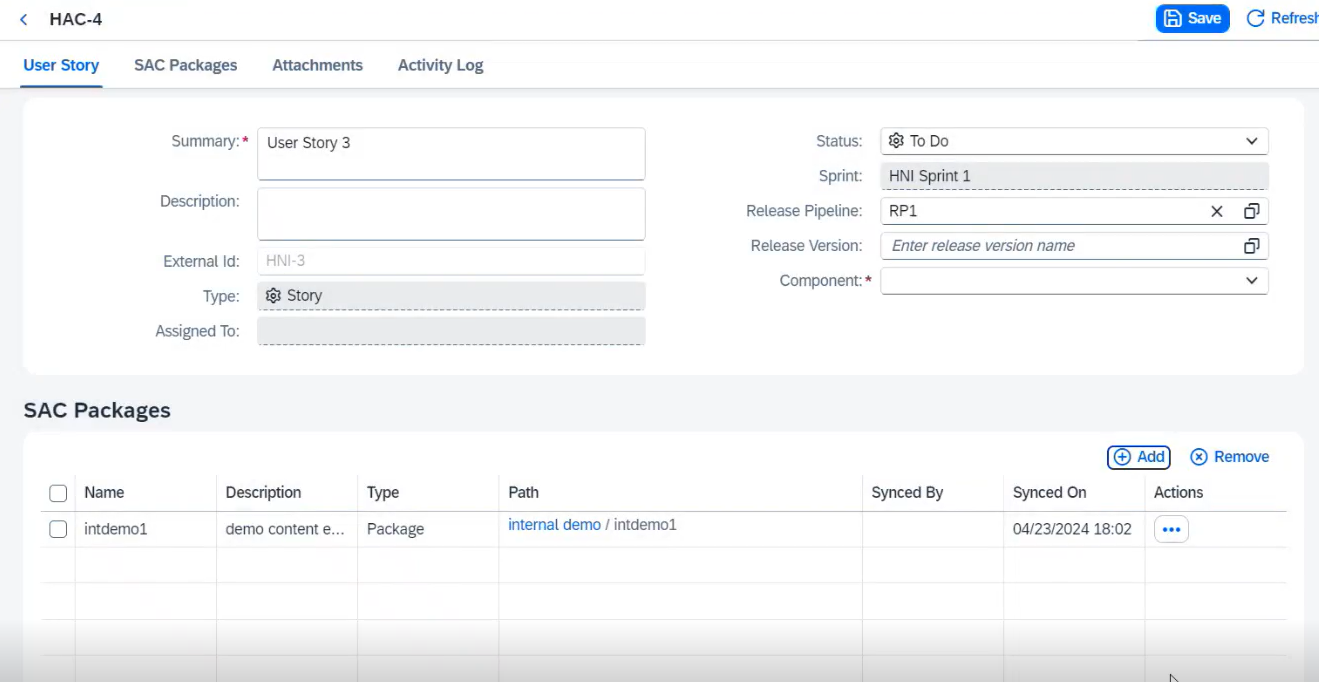 HAC-4
Save
Refresh
User Story SAC Packages Attachments Activity Log
Summary:* User Story 3
Description:
External Id: HNI-3
Type: Story
Assigned To:
Status: To Do
Sprint: HNI Sprint 1
Release Pipeline: RP1
Release Version: Enter release version name
Component:*
SAC Packages
Add Remove
Name Description Type Path Synced By Synced On Actions
intdemo1 demo content e... Package internal demo / intdemo1 04/23/2024 18:02